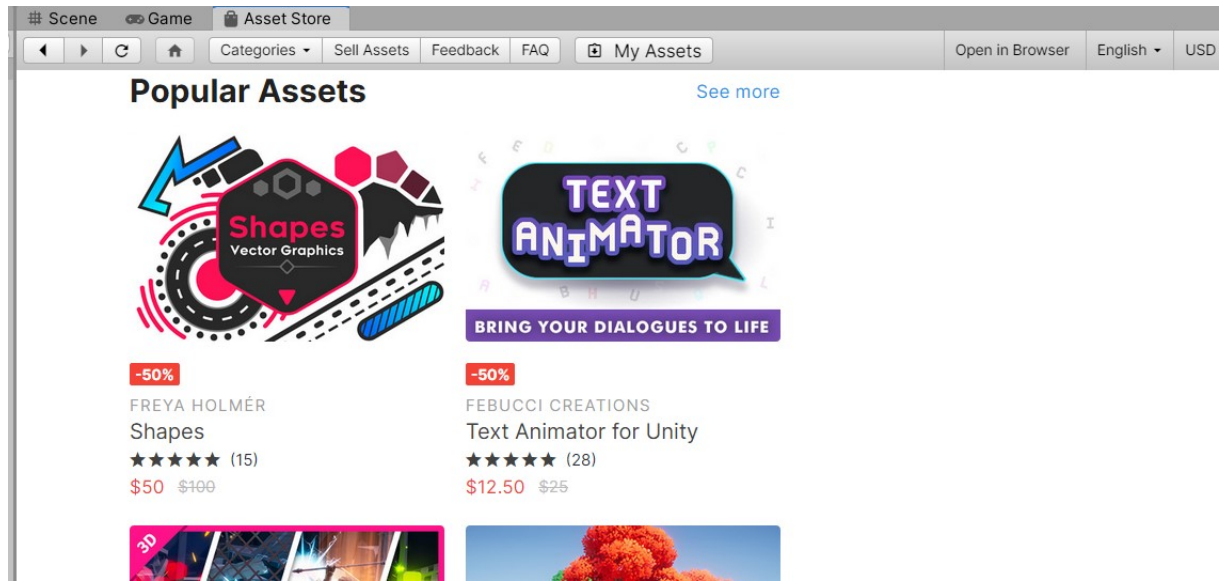 Scene Game Asset Store
Categories Sell Assets Feedback FAQ My Assets Open in Browser English USD
Popular Assets See more
Shapes
Vector Graphics
TEXT
ANIMATOR
BRING YOUR DIALOGUES TO LIFE
-50% -50%
FREYA HOLMÉR FEBUCCI CREATIONS
Shapes Text Animator for Unity
(15) (28)
$50 $100 $12.50 $25
3D